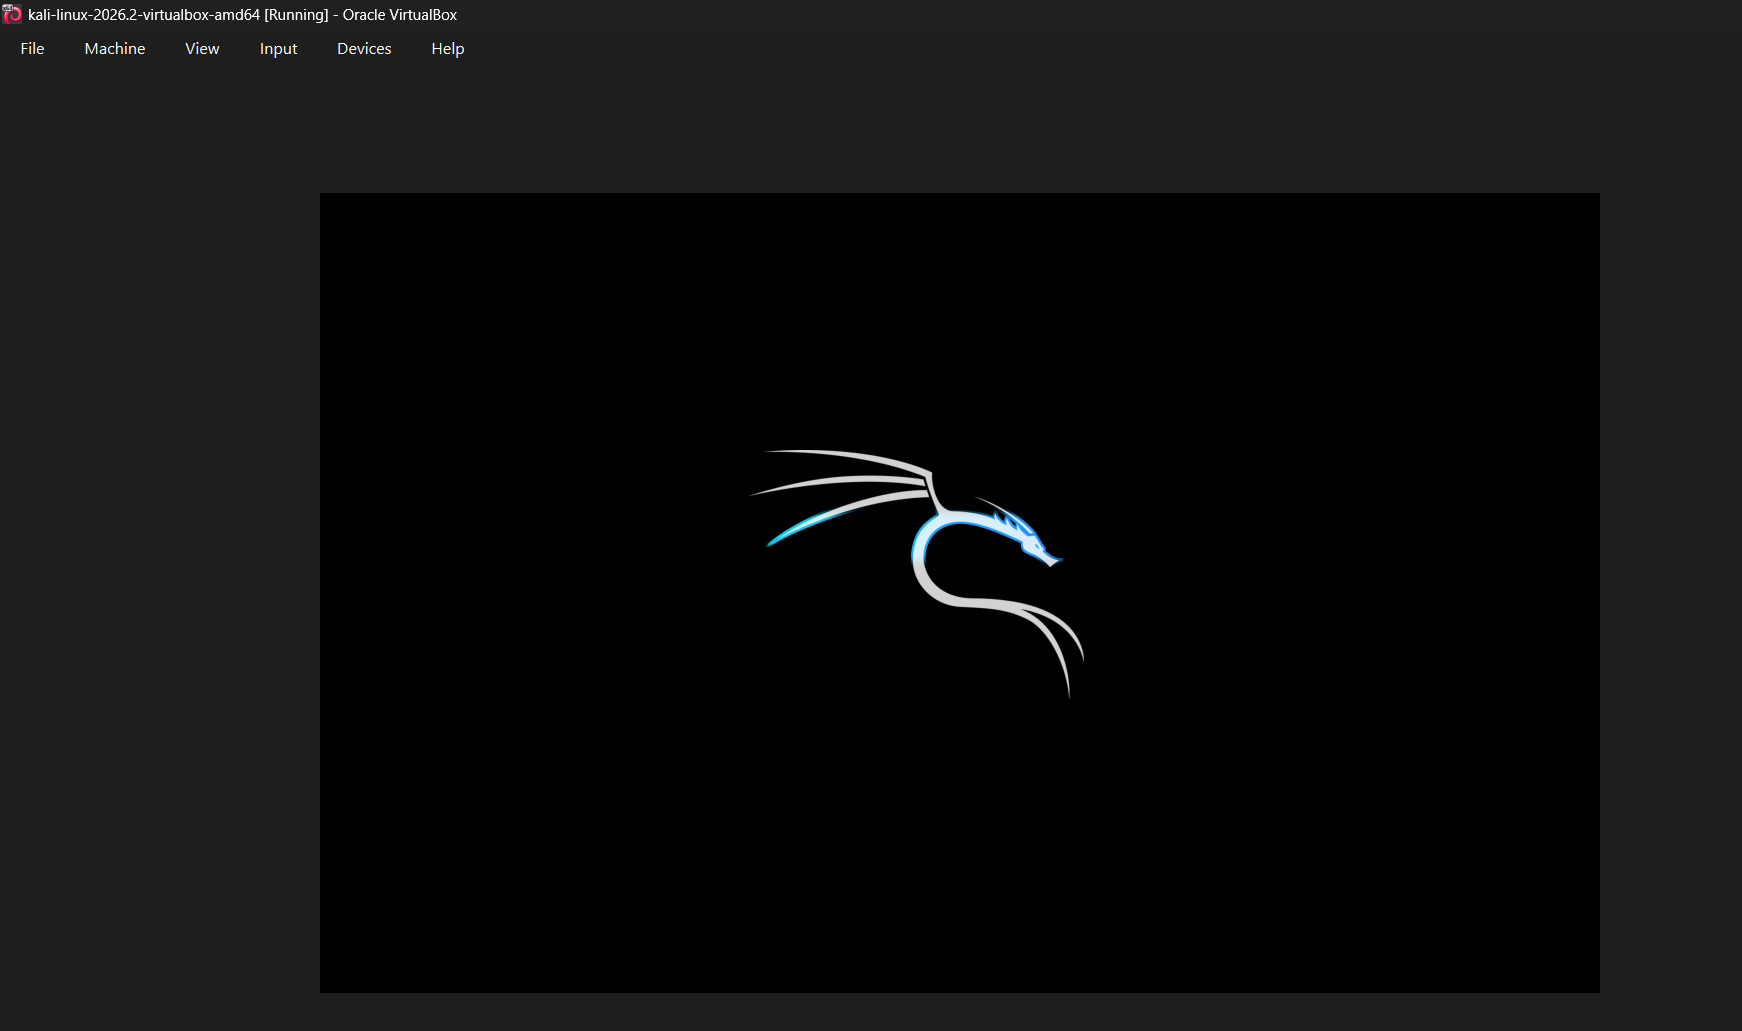 kali-linux-2026.2-virtualbox-amd64 [Running] - Oracle VirtualBox
File Machine View Input Devices Help